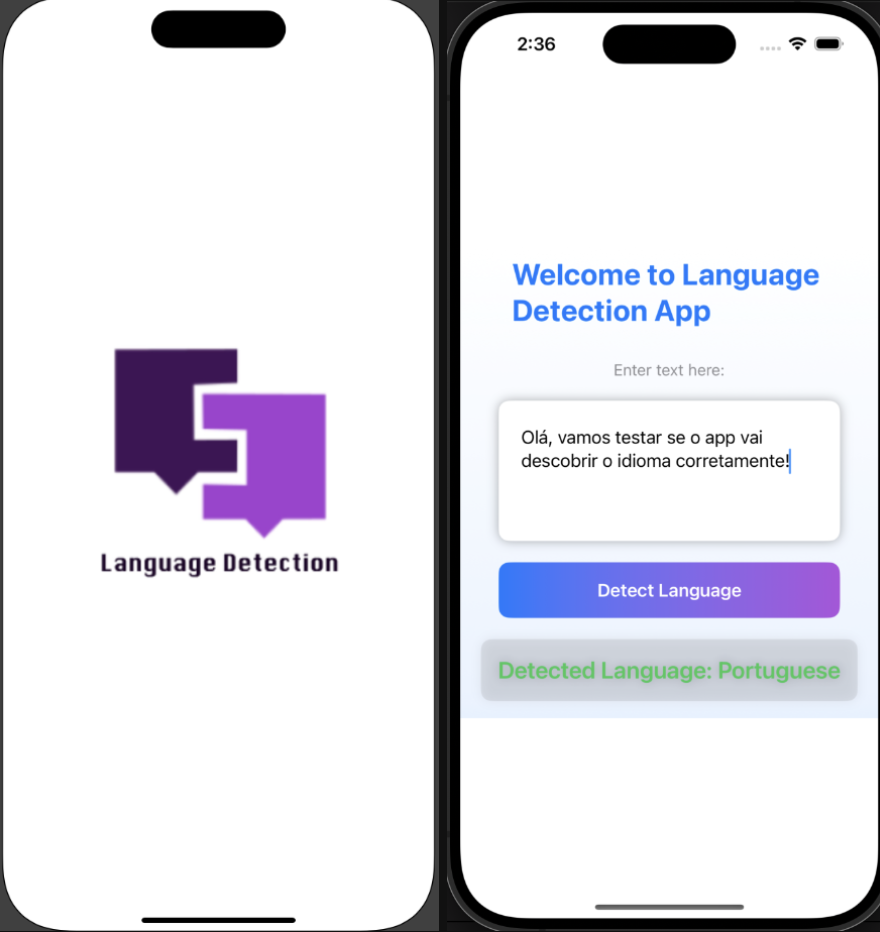 Language Detection
2:36
Welcome to Language
Detection App
Enter text here:
Olá, vamos testar se o app vai
descobrir o idioma corretamente!
Detect Language
Detected Language: Portuguese